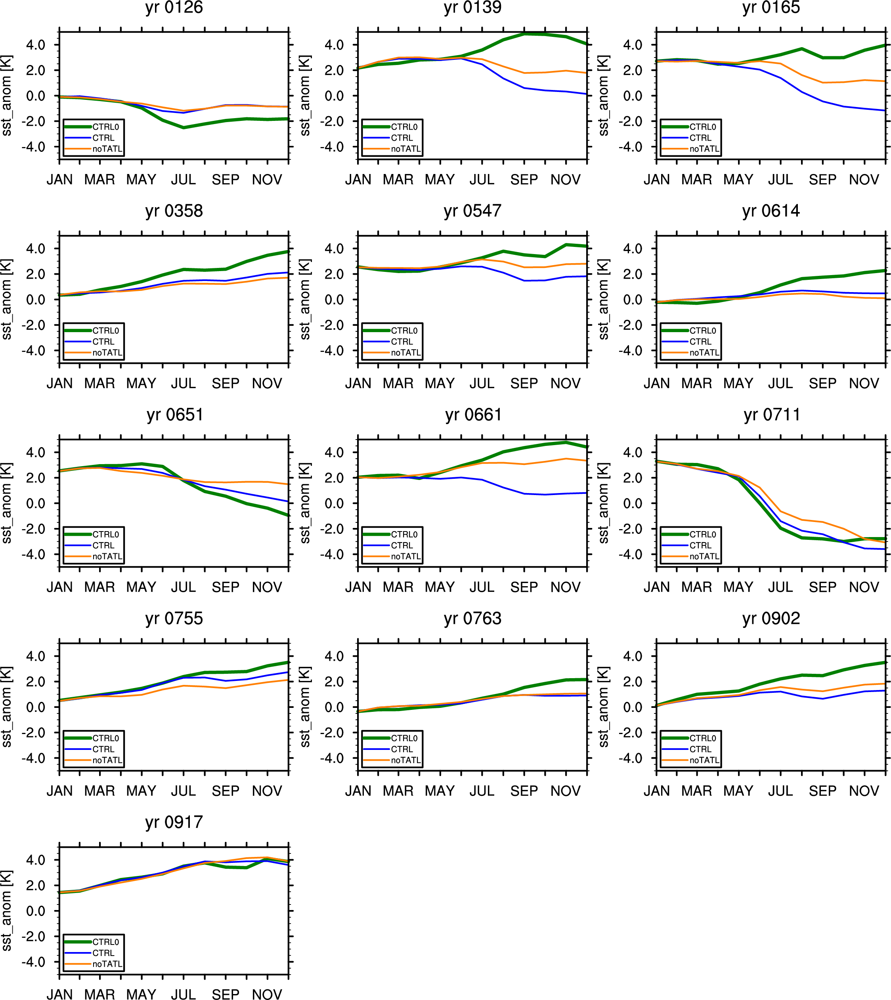 yr 0126
sst_anom [K]
4.0
2.0
0.0
-2.0
-4.0
CTRL0
CTRL
noTATL
JAN MAR MAY JUL SEP NOV
yr 0139
sst_anom [K]
4.0
2.0
0.0
-2.0
-4.0
CTRL0
CTRL
noTATL
JAN MAR MAY JUL SEP NOV
yr 0165
sst_anom [K]
4.0
2.0
0.0
-2.0
-4.0
CTRL0
CTRL
noTATL
JAN MAR MAY JUL SEP NOV
yr 0358
sst_anom [K]
4.0
2.0
0.0
-2.0
-4.0
CTRL0
CTRL
noTATL
JAN MAR MAY JUL SEP NOV
yr 0547
sst_anom [K]
4.0
2.0
0.0
-2.0
-4.0
CTRL0
CTRL
noTATL
JAN MAR MAY JUL SEP NOV
yr 0614
sst_anom [K]
4.0
2.0
0.0
-2.0
-4.0
CTRL0
CTRL
noTATL
JAN MAR MAY JUL SEP NOV
yr 0651
sst_anom [K]
4.0
2.0
0.0
-2.0
-4.0
CTRL0
CTRL
noTATL
JAN MAR MAY JUL SEP NOV
yr 0661
sst_anom [K]
4.0
2.0
0.0
-2.0
-4.0
CTRL0
CTRL
noTATL
JAN MAR MAY JUL SEP NOV
yr 0711
sst_anom [K]
4.0
2.0
0.0
-2.0
-4.0
CTRL0
CTRL
noTATL
JAN MAR MAY JUL SEP NOV
yr 0755
sst_anom [K]
4.0
2.0
0.0
-2.0
-4.0
CTRL0
CTRL
noTATL
JAN MAR MAY JUL SEP NOV
yr 0763
sst_anom [K]
4.0
2.0
0.0
-2.0
-4.0
CTRL0
CTRL
noTATL
JAN MAR MAY JUL SEP NOV
yr 0902
sst_anom [K]
4.0
2.0
0.0
-2.0
-4.0
CTRL0
CTRL
noTATL
JAN MAR MAY JUL SEP NOV
yr 0917
sst_anom [K]
4.0
2.0
0.0
-2.0
-4.0
CTRL0
CTRL
noTATL
JAN MAR MAY JUL SEP NOV